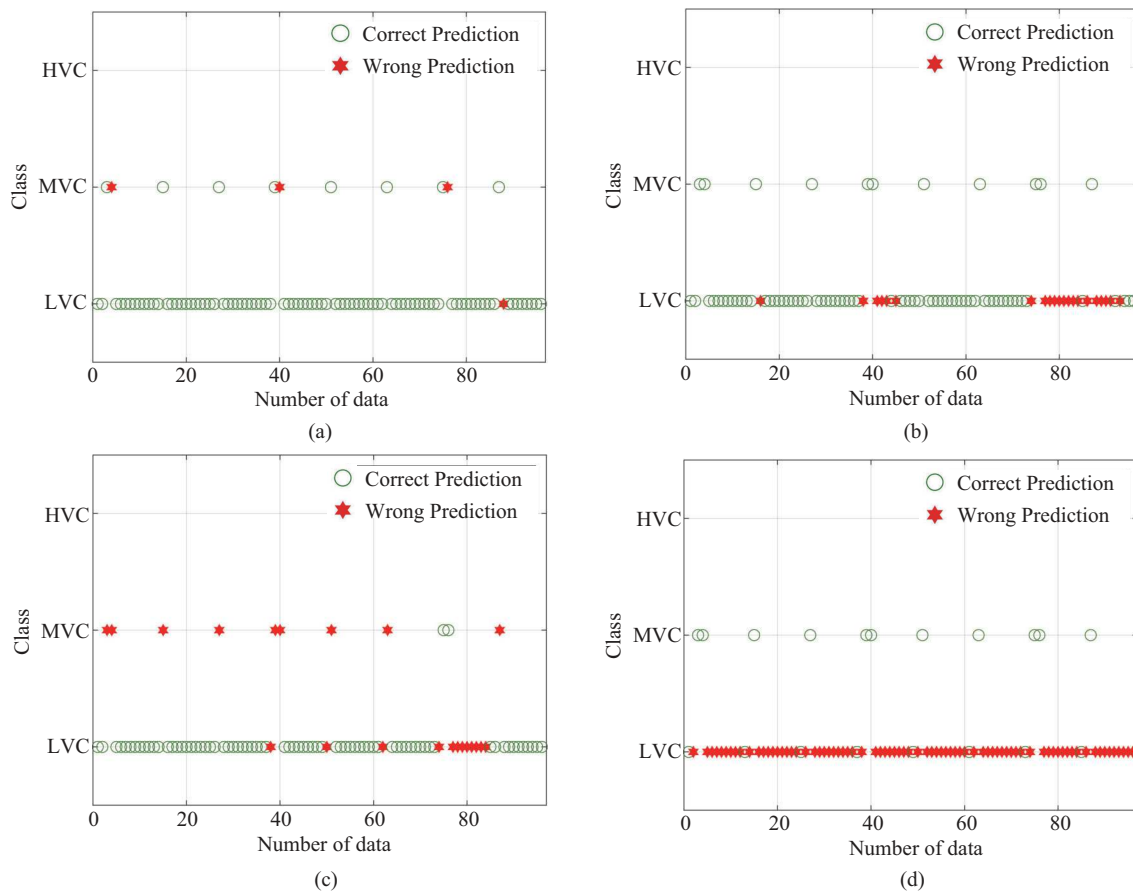 Correct Prediction
Wrong Prediction
HVC
MVC
LVC
Class
0 20 40 60 80
Number of data
(a)
Correct Prediction
Wrong Prediction
HVC
MVC
LVC
Class
0 20 40 60 80
Number of data
(b)
Correct Prediction
Wrong Prediction
HVC
MVC
LVC
Class
0 20 40 60 80
Number of data
(c)
Correct Prediction
Wrong Prediction
HVC
MVC
LVC
Class
0 20 40 60 80
Number of data
(d)